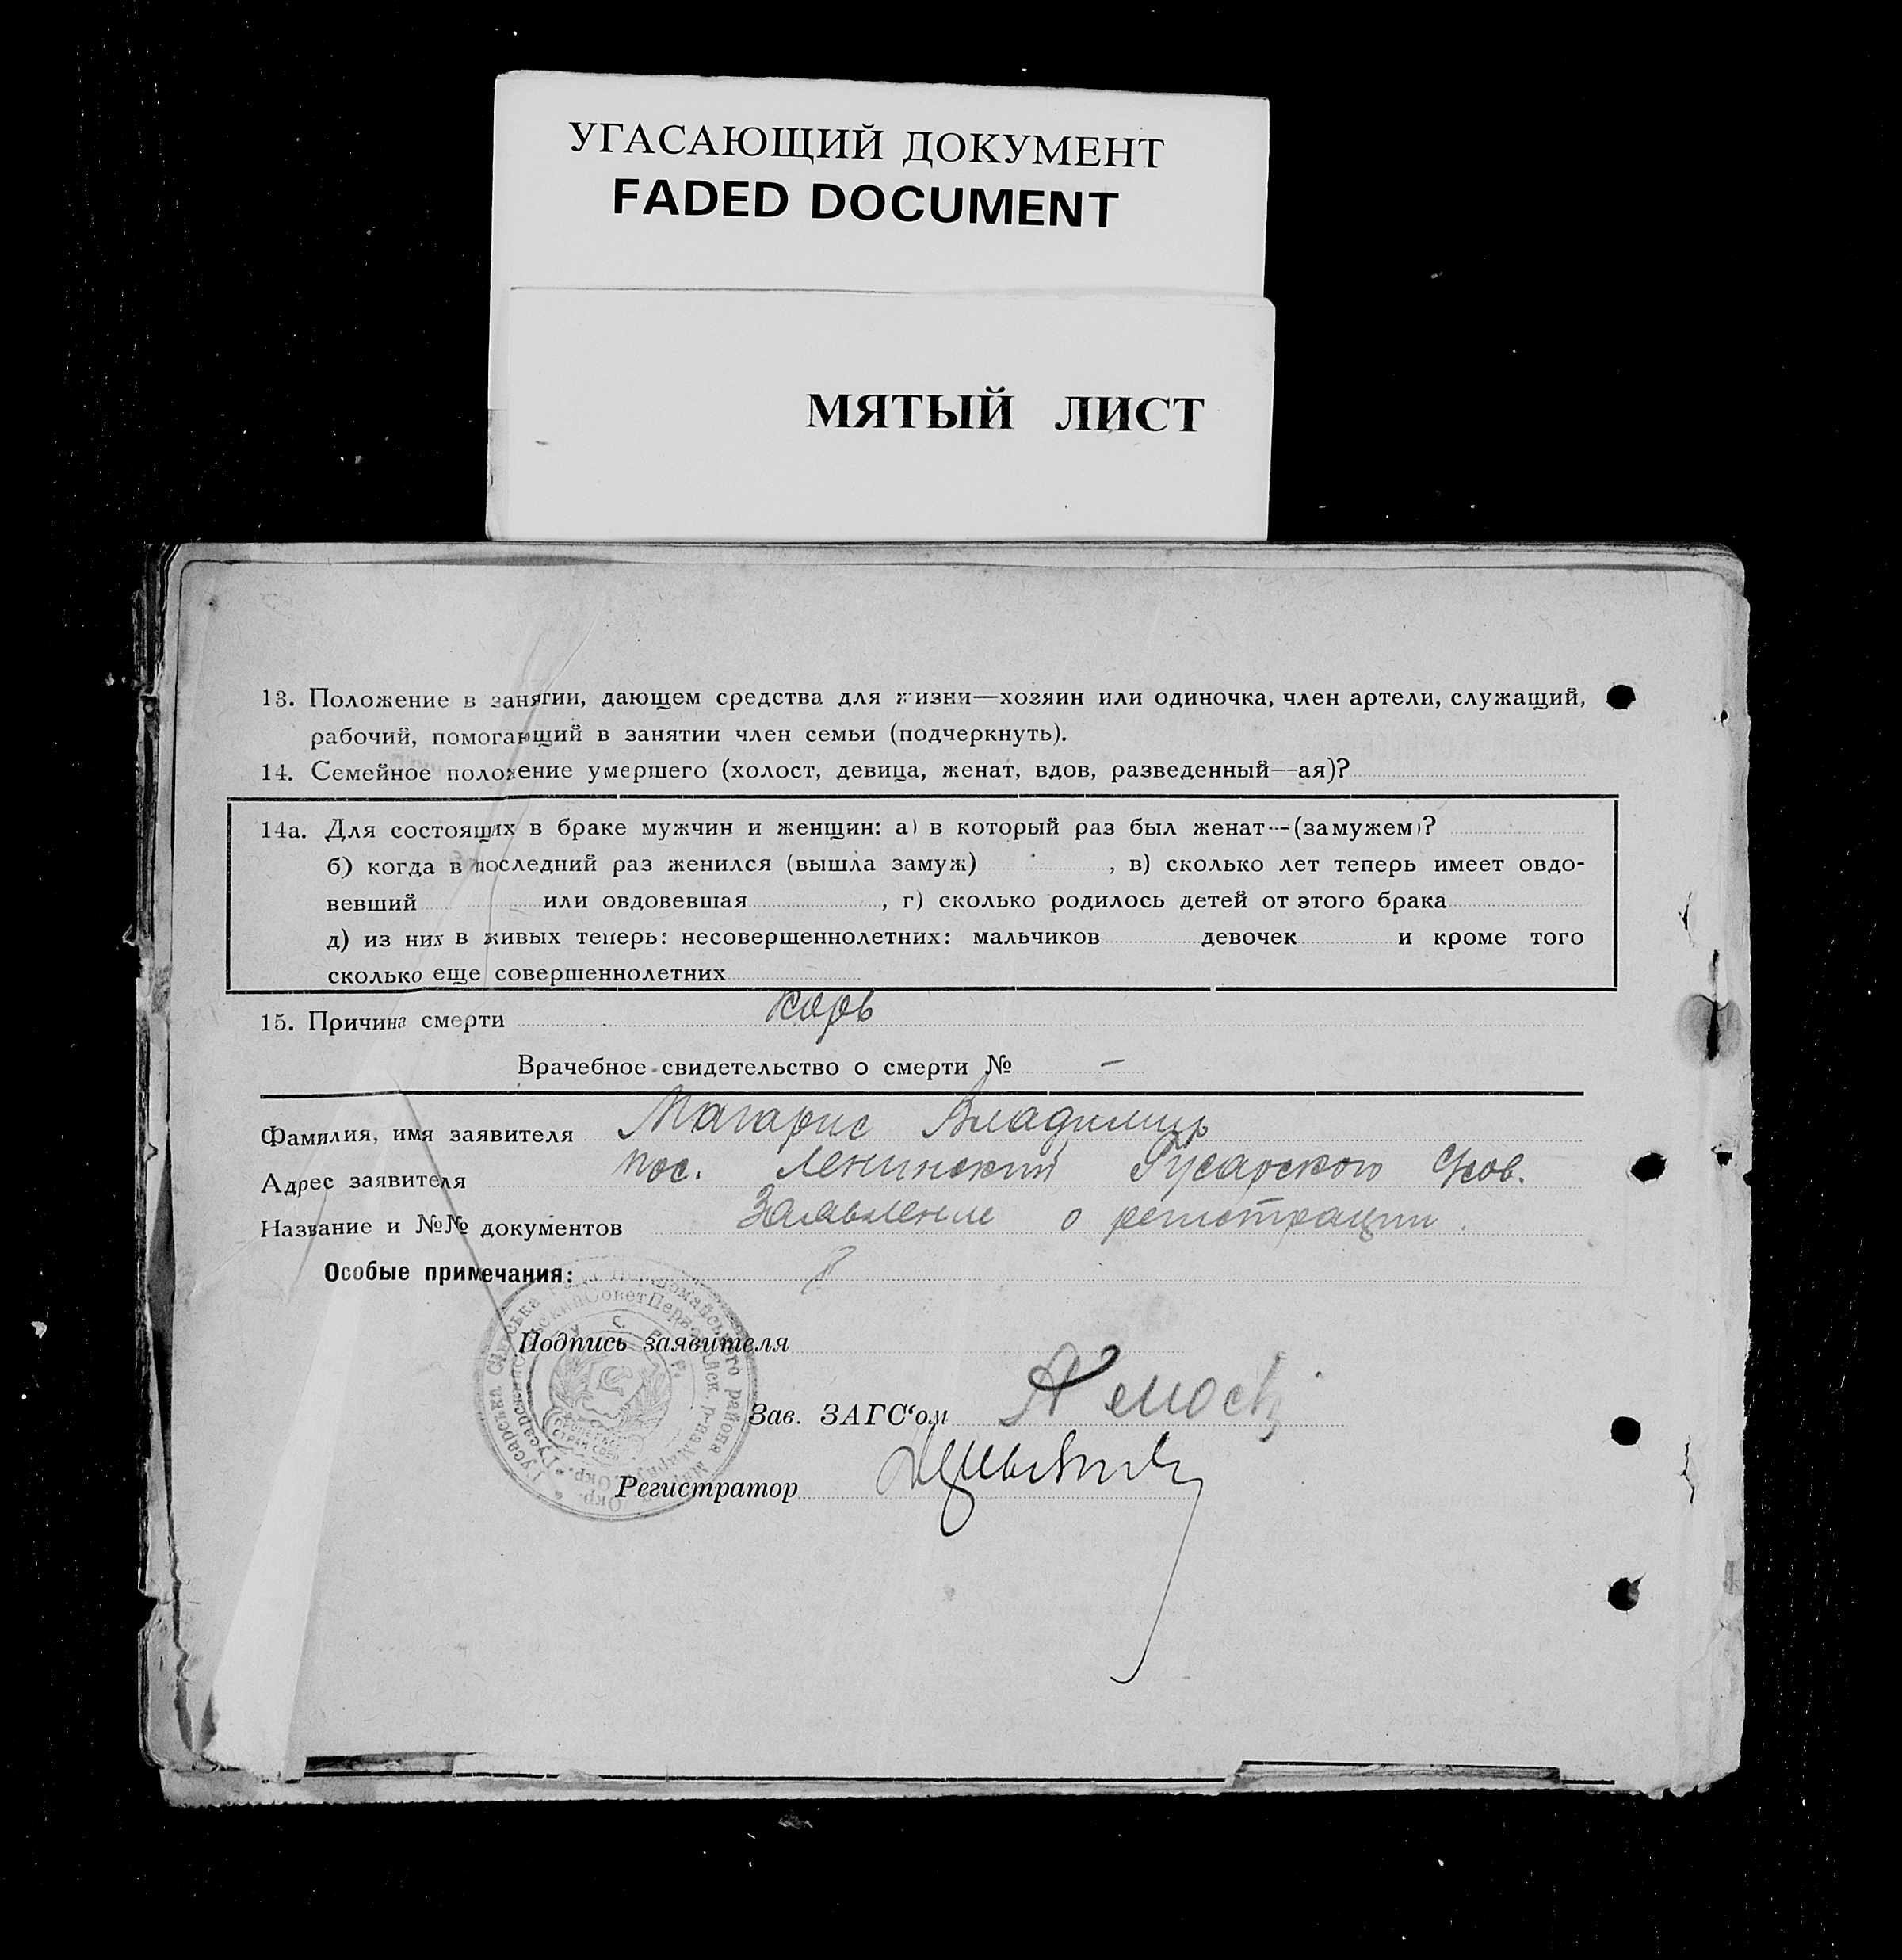 УГАСАЮЩИЙ ДОКУМЕНТ
FADED DOCUMENT
МЯТЫЙ ЛИСТ
13. Положение в занятии, дающем средства для жизни—хозяин или одиночка, член артели, служащий,
рабочий, помогающий в занятии член семьи (подчеркнуть).
14. Семейное положение умершего (холост, девица, женат, вдов, разведенный—ая)?
14а. Для состоящих в браке мужчин и женщин: а) в который раз был женат--(замужем)?
б) когда в последний раз женился (вышла замуж) , в) сколько лет теперь имеет овдо-
вевший или овдовевшая , г) сколько родилось детей от этого брака
д) из них в живых теперь: несовершеннолетних: мальчиков девочек и кроме того
сколько еще совершеннолетних
15. Причина смерти Корь
Врачебное свидетельство о смерти № —
Фамилия, имя заявителя Магарис Владимир
Адрес заявителя пос. Ленинский Гусарского
Название и №№ документов Заявление о регистрации.
Особые примечания:
Подпись заявителя
Зав. ЗАГС‘ом
Регистратор